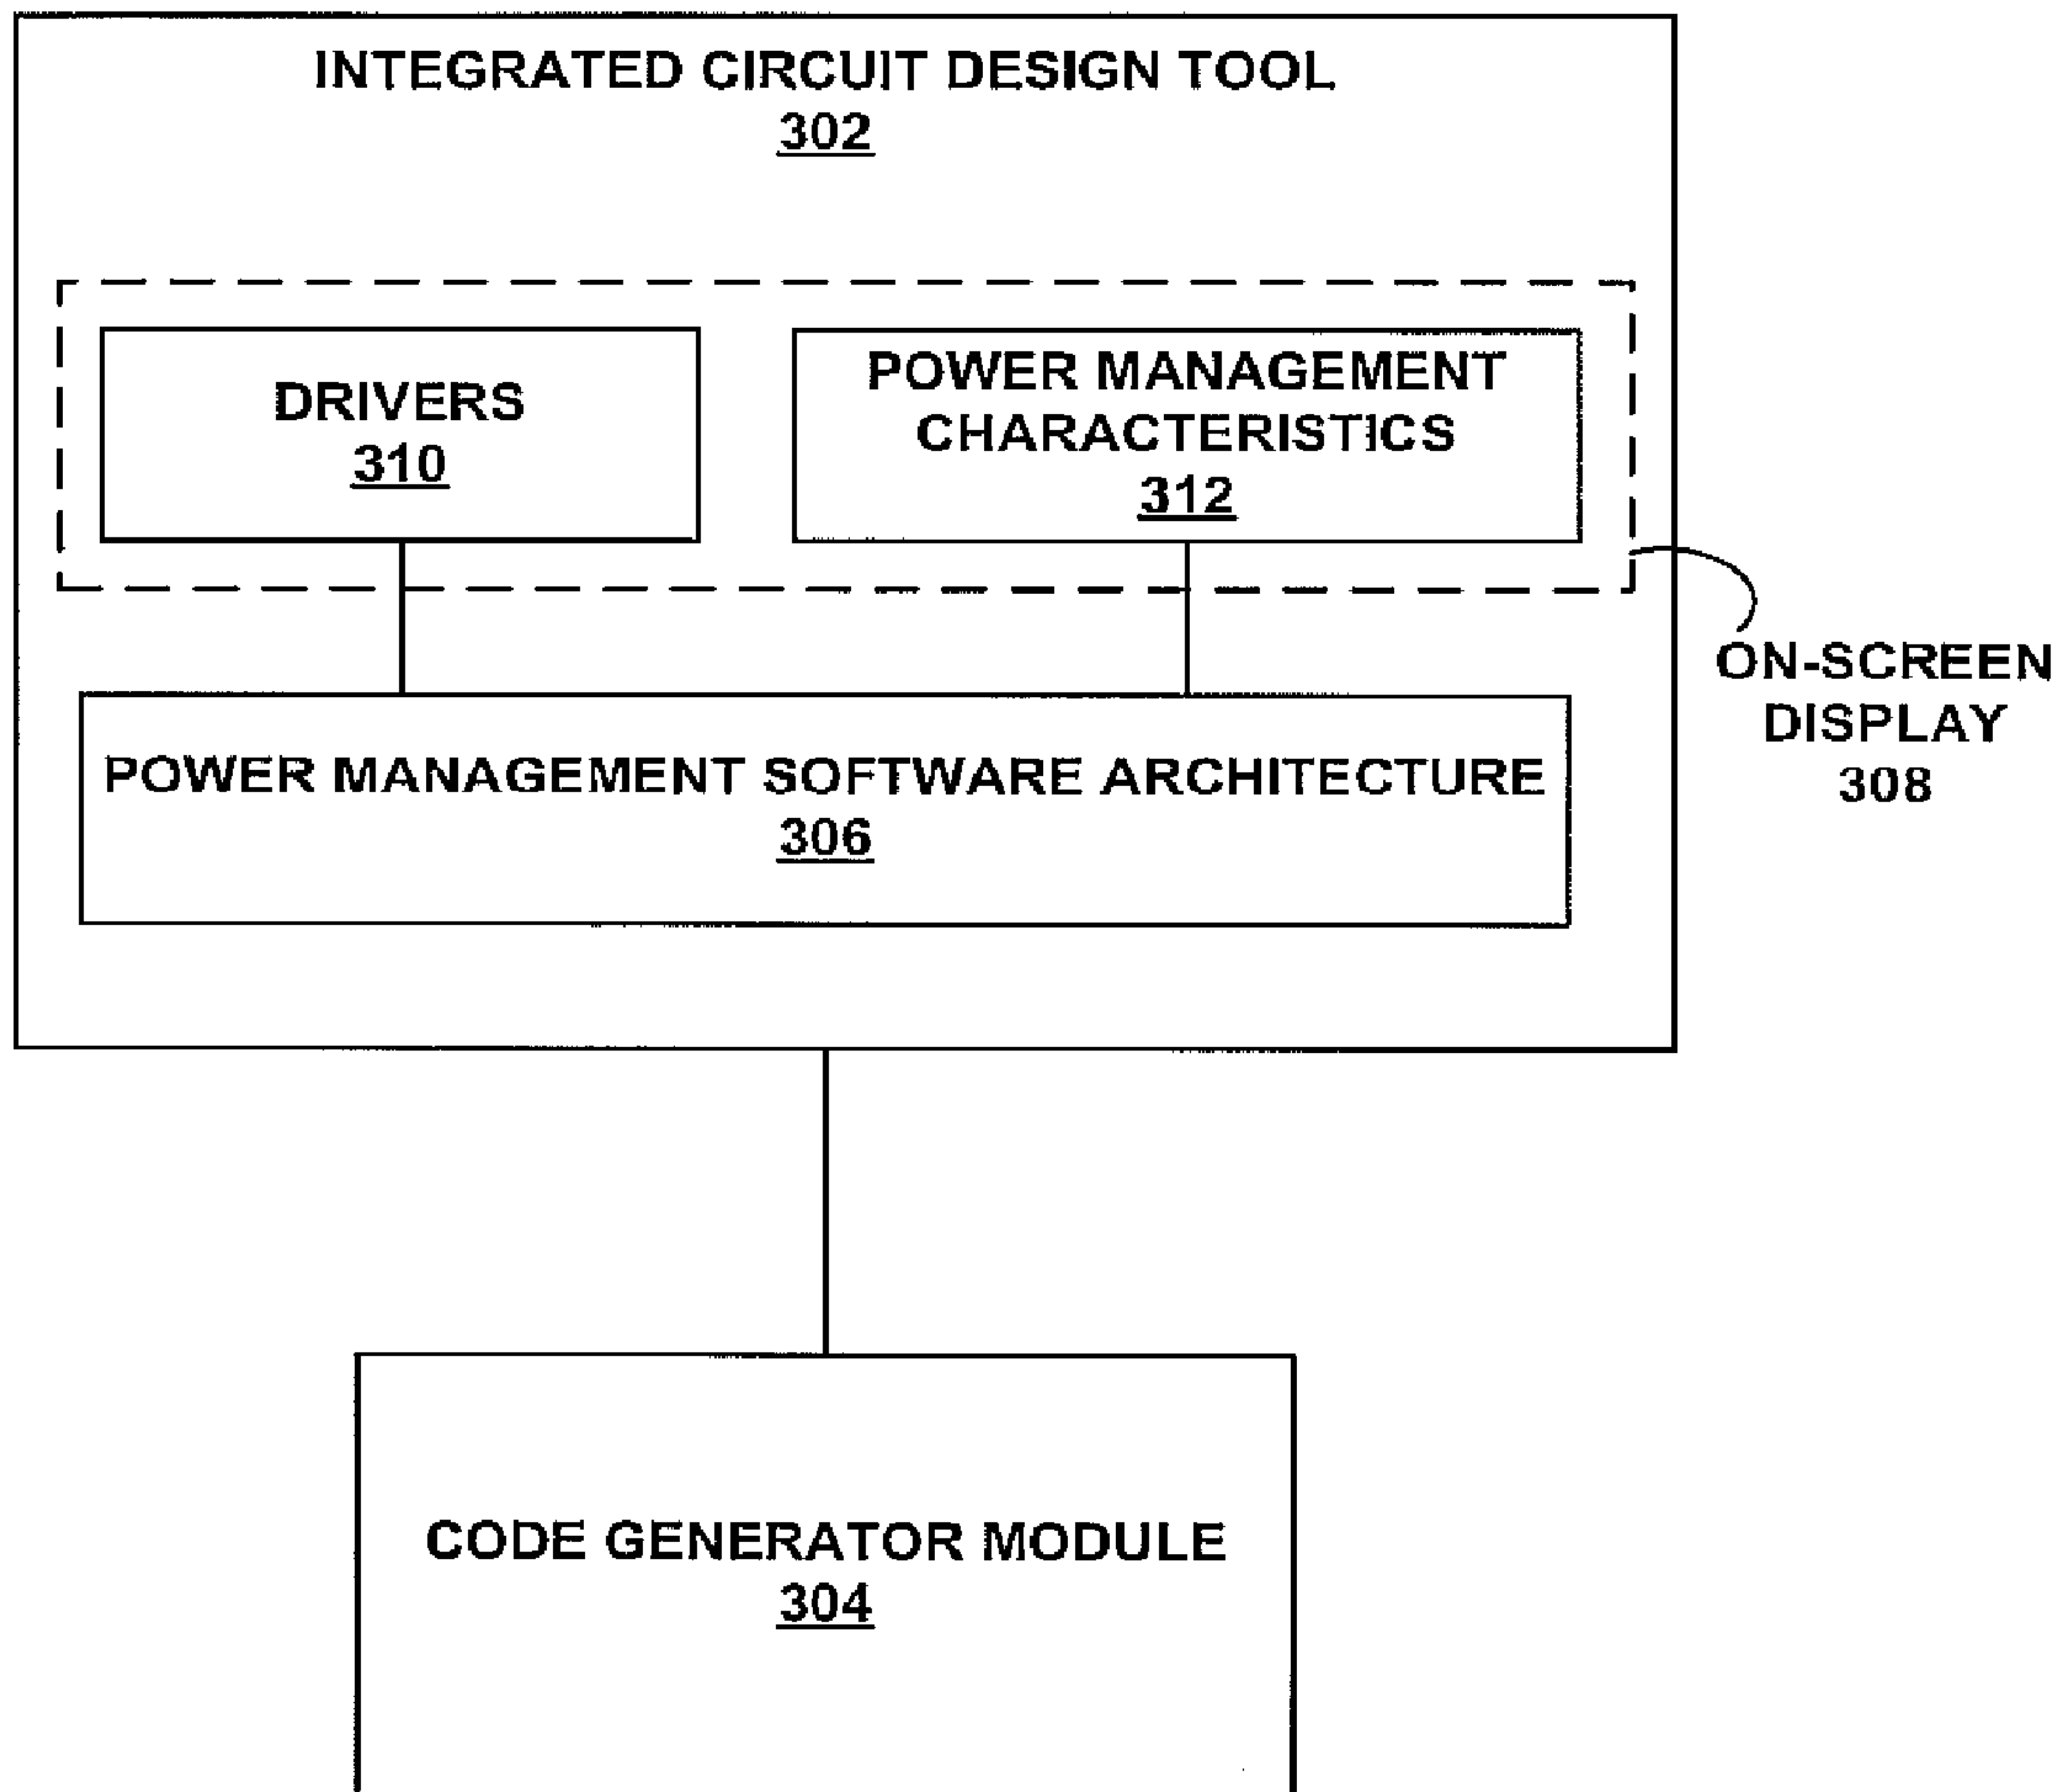 INTEGRATED CIRCUIT DESIGN TOOL
302
DRIVERS
310
POWER MANAGEMENT
CHARACTERISTICS
312
ON-SCREEN
DISPLAY
308
POWER MANAGEMENT SOFTWARE ARCHITECTURE
306
CODE GENERATOR MODULE
304